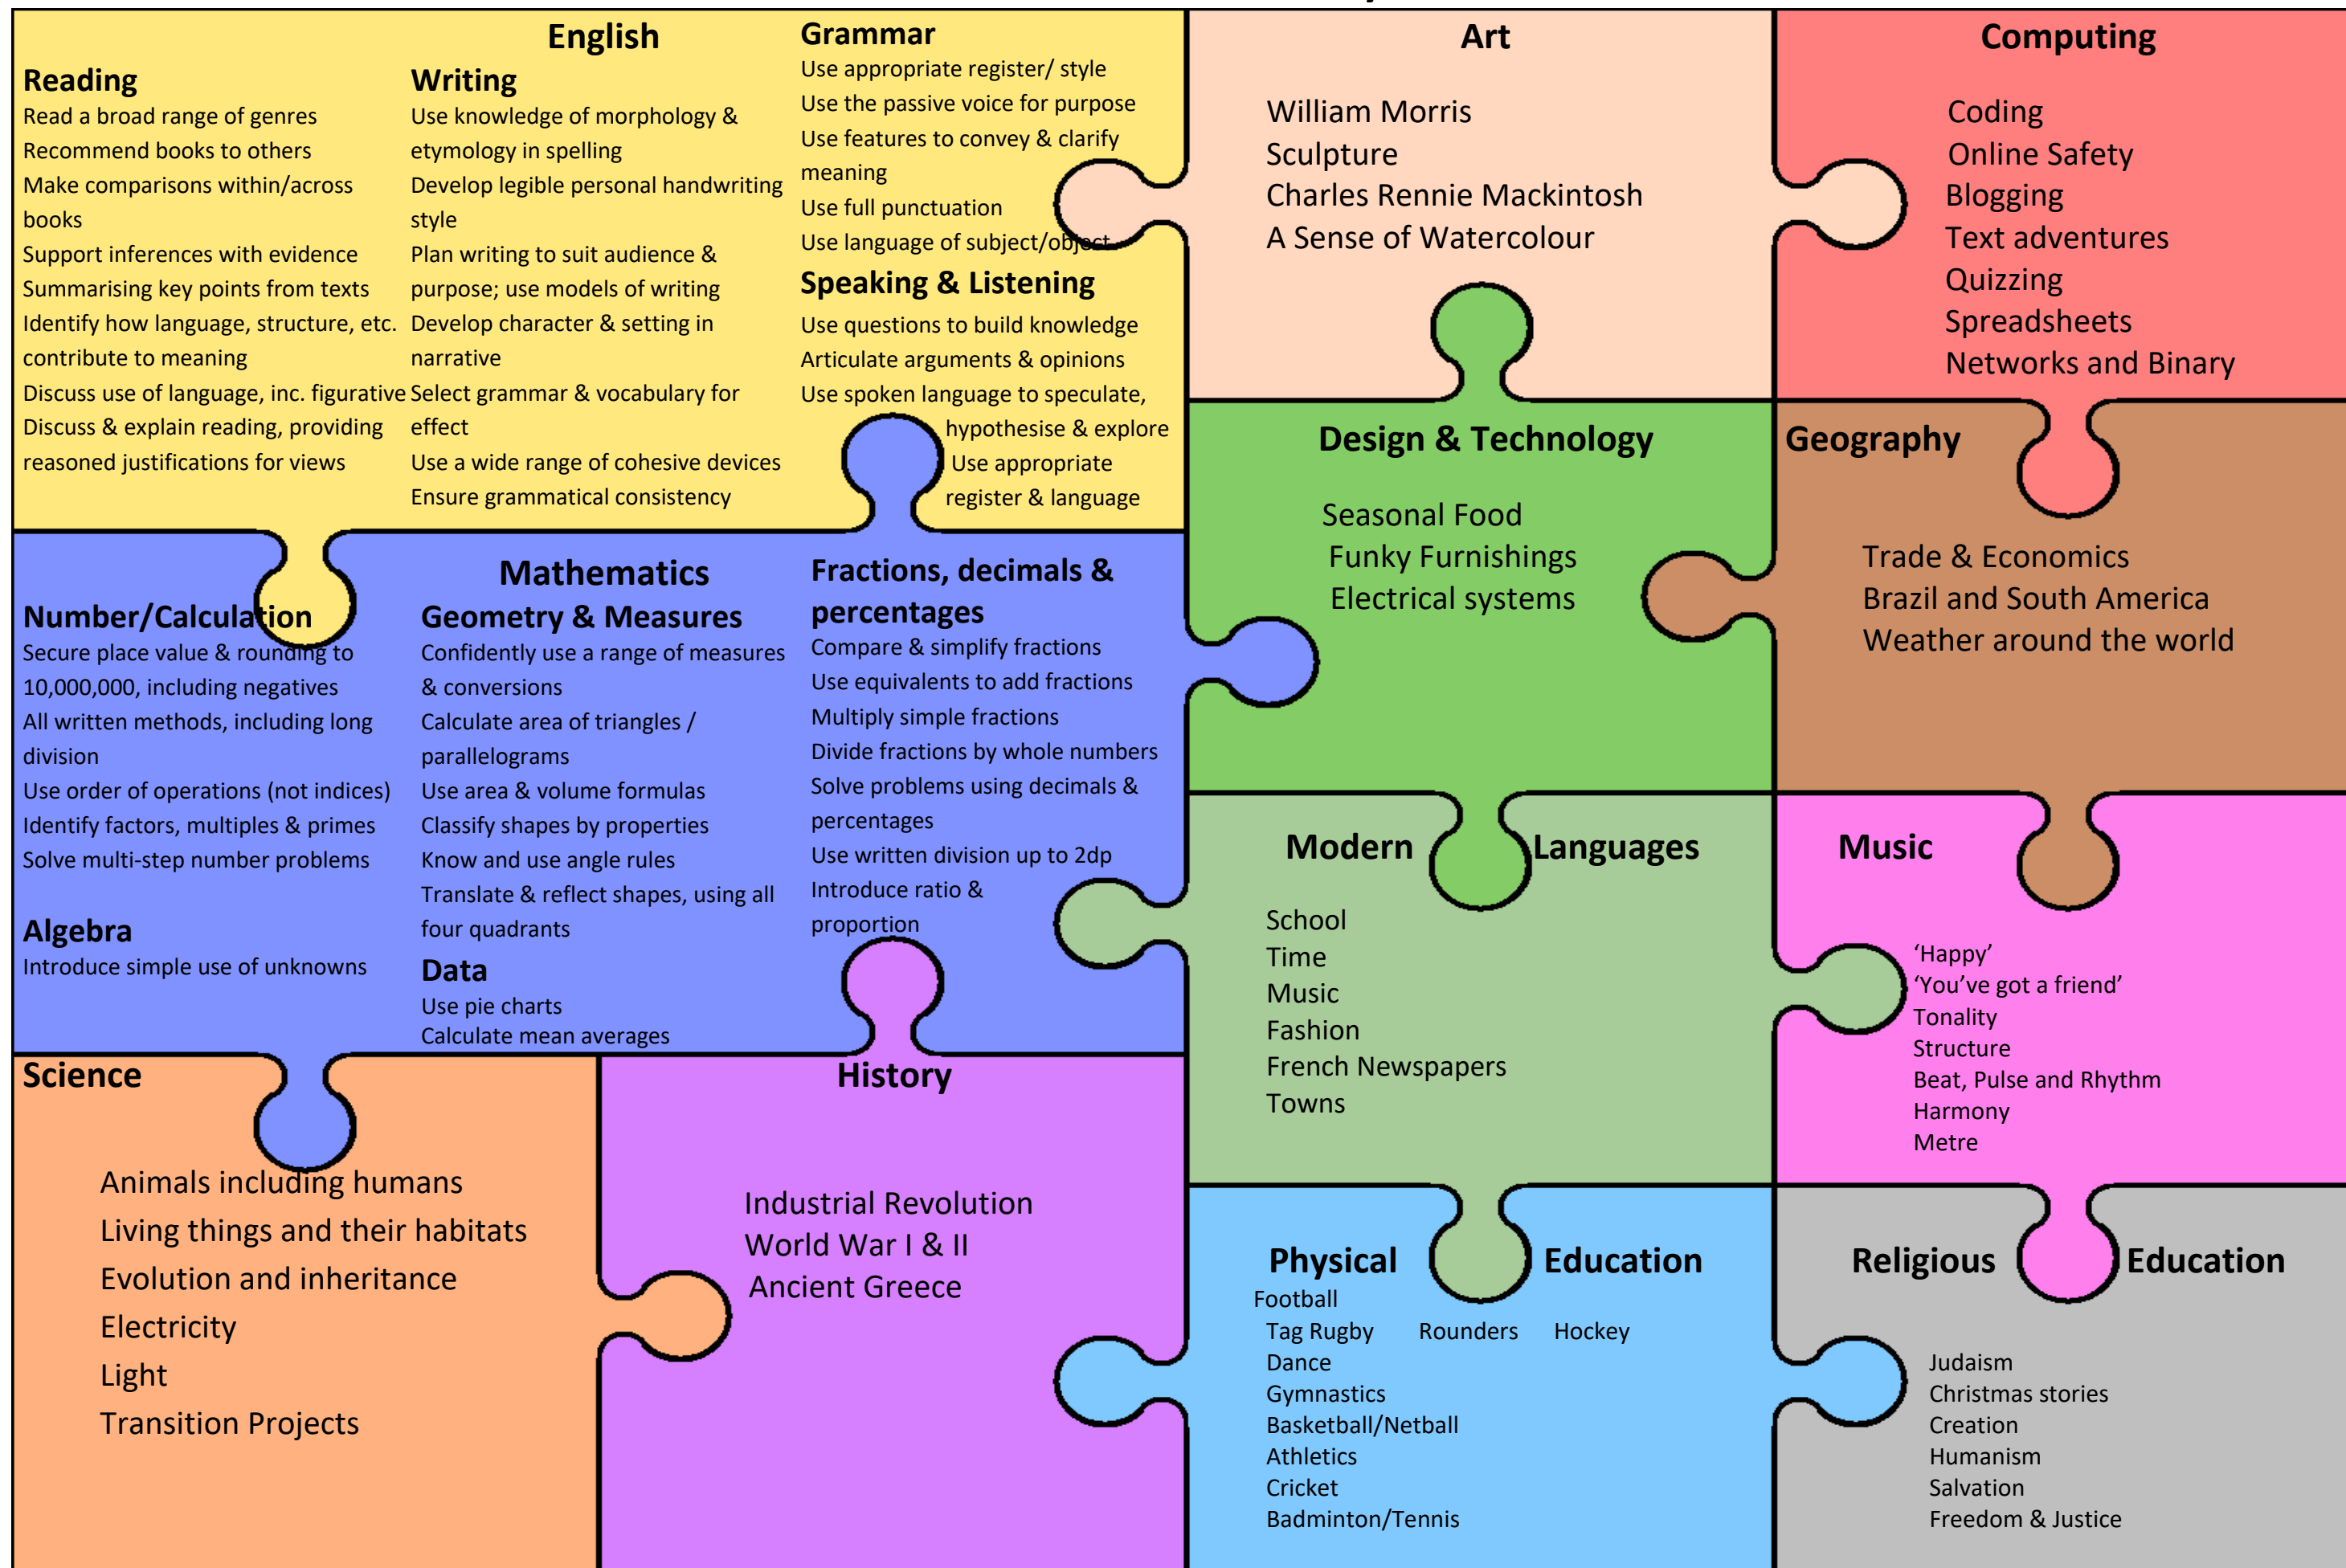 English
Reading
Read a broad range of genres
Recommend books to others
Make comparisons within/across
books
Support inferences with evidence
Summarising key points from texts
Identify how language, structure, etc.
contribute to meaning
Discuss use of language, inc. figurative
Discuss & explain reading, providing
reasoned justifications for views
Writing
Use knowledge of morphology &
etymology in spelling
Develop legible personal handwriting
style
Plan writing to suit audience &
purpose; use models of writing
Develop character & setting in
narrative
Select grammar & vocabulary for
effect
Use a wide range of cohesive devices
Ensure grammatical consistency
Grammar
Use appropriate register/ style
Use the passive voice for purpose
Use features to convey & clarify
meaning
Use full punctuation
Use language of subject/object
Speaking & Listening
Use questions to build knowledge
Articulate arguments & opinions
Use spoken language to speculate,
hypothesise & explore
Use appropriate
register & language
Art
William Morris
Sculpture
Charles Rennie Mackintosh
A Sense of Watercolour
Computing
Coding
Online Safety
Blogging
Text adventures
Quizzing
Spreadsheets
Networks and Binary
Mathematics
Number/Calculation
Secure place value & rounding to
10,000,000, including negatives
All written methods, including long
division
Use order of operations (not indices)
Identify factors, multiples & primes
Solve multi-step number problems
Algebra
Introduce simple use of unknowns
Geometry & Measures
Confidently use a range of measures
& conversions
Calculate area of triangles /
parallelograms
Use area & volume formulas
Classify shapes by properties
Know and use angle rules
Translate & reflect shapes, using all
four quadrants
Data
Use pie charts
Calculate mean averages
Fractions, decimals &
percentages
Compare & simplify fractions
Use equivalents to add fractions
Multiply simple fractions
Divide fractions by whole numbers
Solve problems using decimals &
percentages
Use written division up to 2dp
Introduce ratio &
proportion
Design & Technology
Seasonal Food
Funky Furnishings
Electrical systems
Geography
Trade & Economics
Brazil and South America
Weather around the world
Modern Languages
School
Time
Music
Fashion
French Newspapers
Towns
Music
‘Happy’
‘You’ve got a friend’
Tonality
Structure
Beat, Pulse and Rhythm
Harmony
Metre
Science
Animals including humans
Living things and their habitats
Evolution and inheritance
Electricity
Light
Transition Projects
History
Industrial Revolution
World War I & II
Ancient Greece
Physical Education
Football
Tag Rugby Rounders Hockey
Dance
Gymnastics
Basketball/Netball
Athletics
Cricket
Badminton/Tennis
Religious Education
Judaism
Christmas stories
Creation
Humanism
Salvation
Freedom & Justice